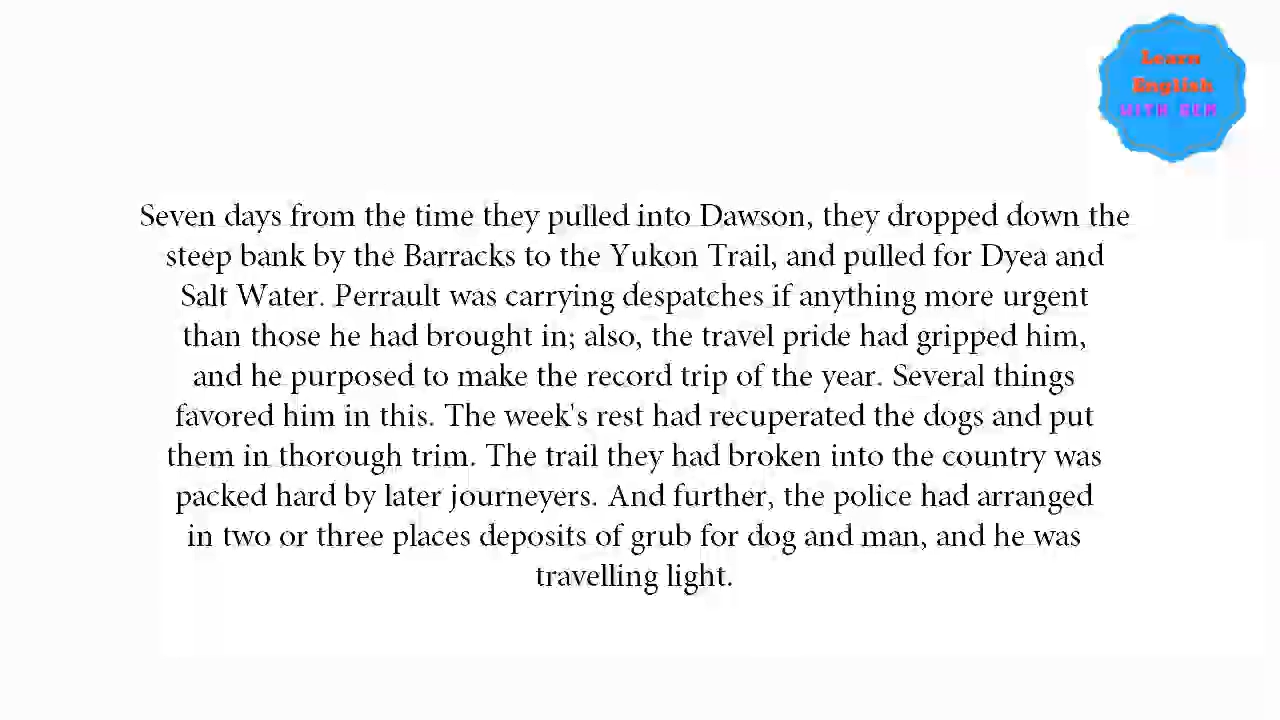 Learn
English
WITH GEM
Seven days from the time they pulled into Dawson, they dropped down the
steep bank by the Barracks to the Yukon Trail, and pulled for Dyea and
Salt Water. Perrault was carrying despatches if anything more urgent
than those he had brought in; also, the travel pride had gripped him,
and he purposed to make the record trip of the year. Several things
favored him in this. The week's rest had recuperated the dogs and put
them in thorough trim. The trail they had broken into the country was
packed hard by later journeyers. And further, the police had arranged
in two or three places deposits of grub for dog and man, and he was
travelling light.